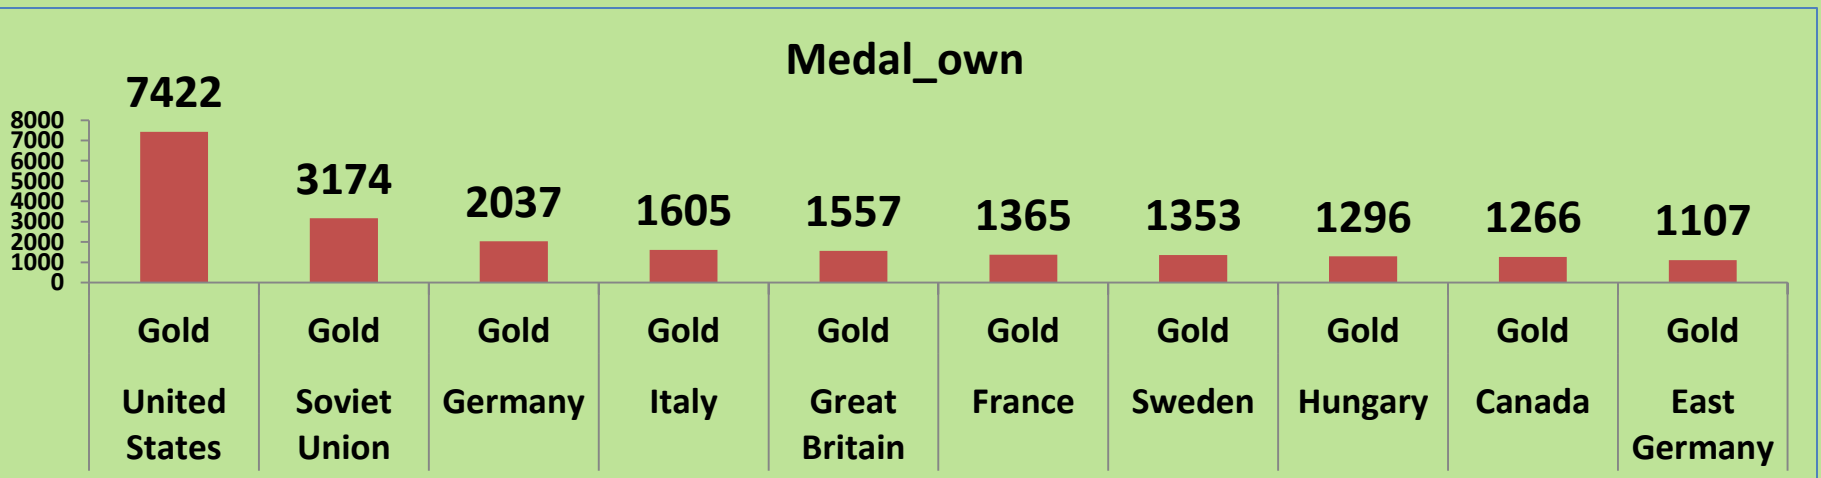 Medal_own
7422 3174 2037 1605 1557 1365 1353 1296 1266 1107
8000
7000
6000
5000
4000
3000
2000
1000
0
Gold Gold Gold Gold Gold Gold Gold Gold Gold Gold
United Soviet Germany Italy Great France Sweden Hungary Canada East
States Union Britain Germany